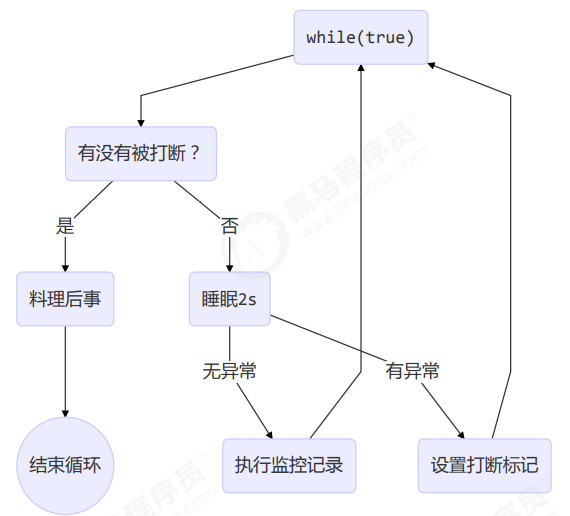 while(true)
有没有被打断？
是
否
料理后事
睡眠2s
无异常
有异常
结束循环
执行监控记录
设置打断标记
黑马程序员
www.itheima.com